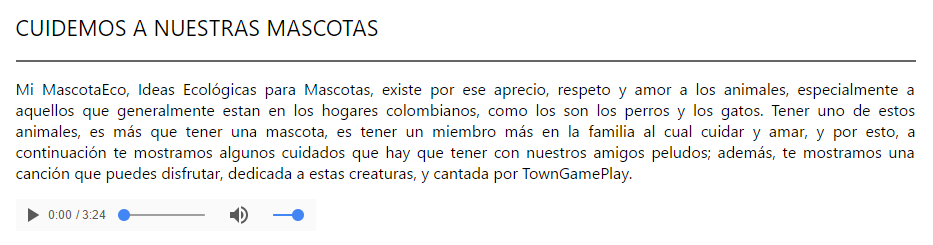 CUIDEMOS A NUESTRAS MASCOTAS
Mi MascotaEco, Ideas Ecológicas para Mascotas, existe por ese aprecio, respeto y amor a los animales, especialmente a
aquellos que generalmente estan en los hogares colombianos, como los son los perros y los gatos. Tener uno de estos
animales, es más que tener una mascota, es tener un miembro más en la familia al cual cuidar y amar, y por esto, a
continuación te mostramos algunos cuidados que hay que tener con nuestros amigos peludos; además, te mostramos una
canción que puedes disfrutar, dedicada a estas creaturas, y cantada por TownGamePlay.
0:00 / 3:24